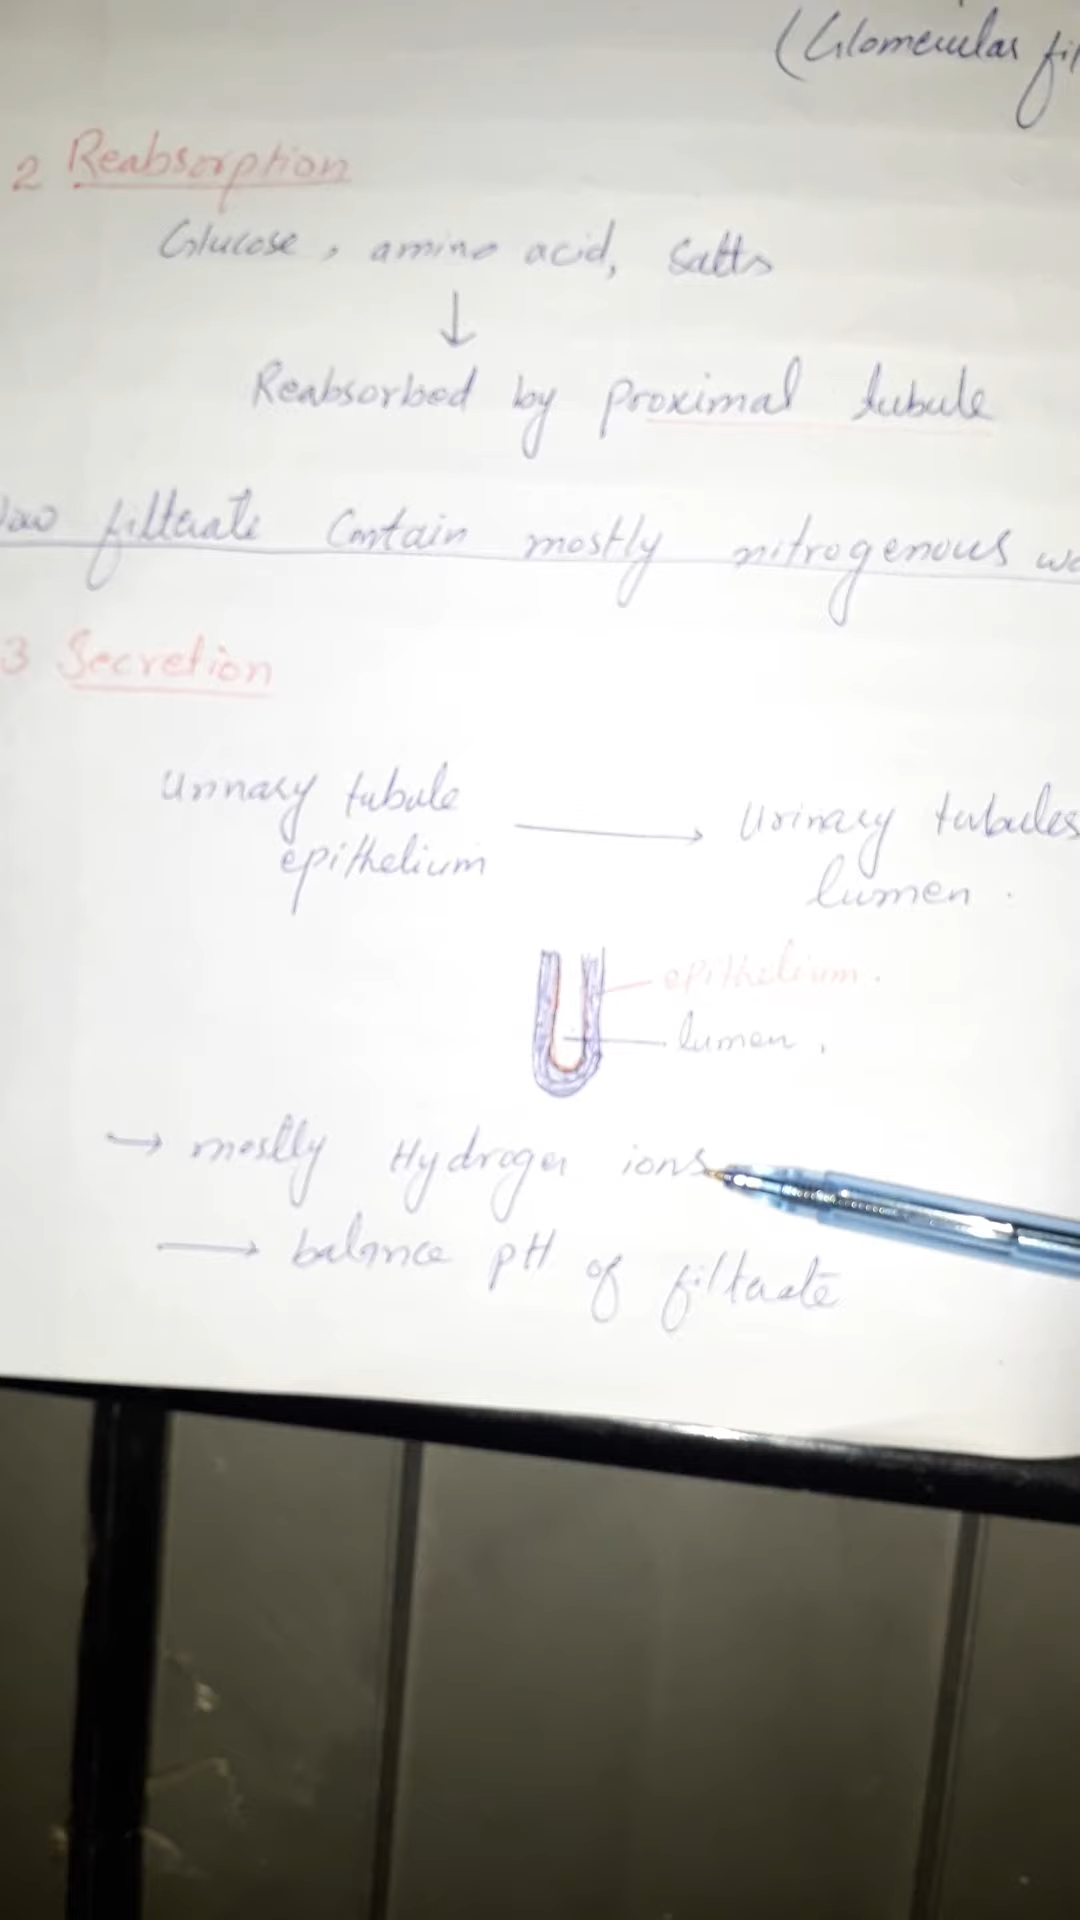 (Glomerular fil
2 Reabsorption
Glucose, amino acid, Salts
↓
Reabsorbed by proximal tubule
filtrate Contain mostly nitrogenous
3 Secretion
Urinary tubule → Urinary tubules
epithelium lumen.
epithelium.
lumen.
→ mostly Hydrogen ions
→ balance pH of filtrate